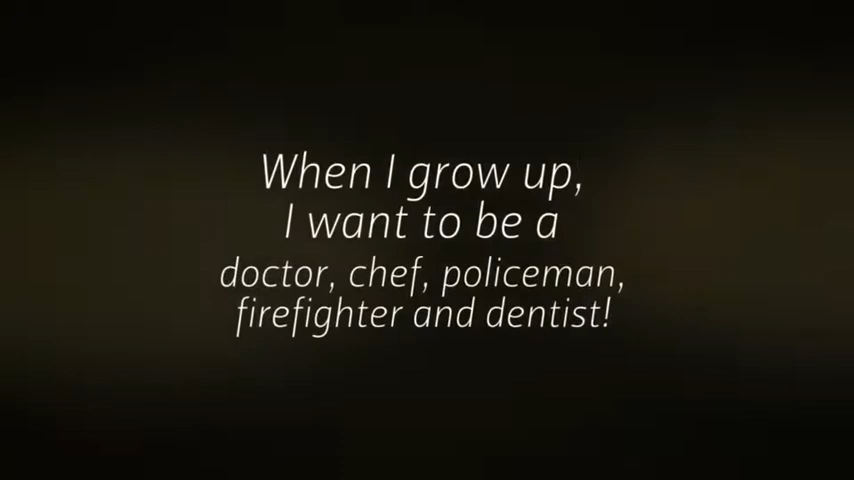 When I grow up,
I want to be a
doctor, chef, policeman,
firefighter and dentist!